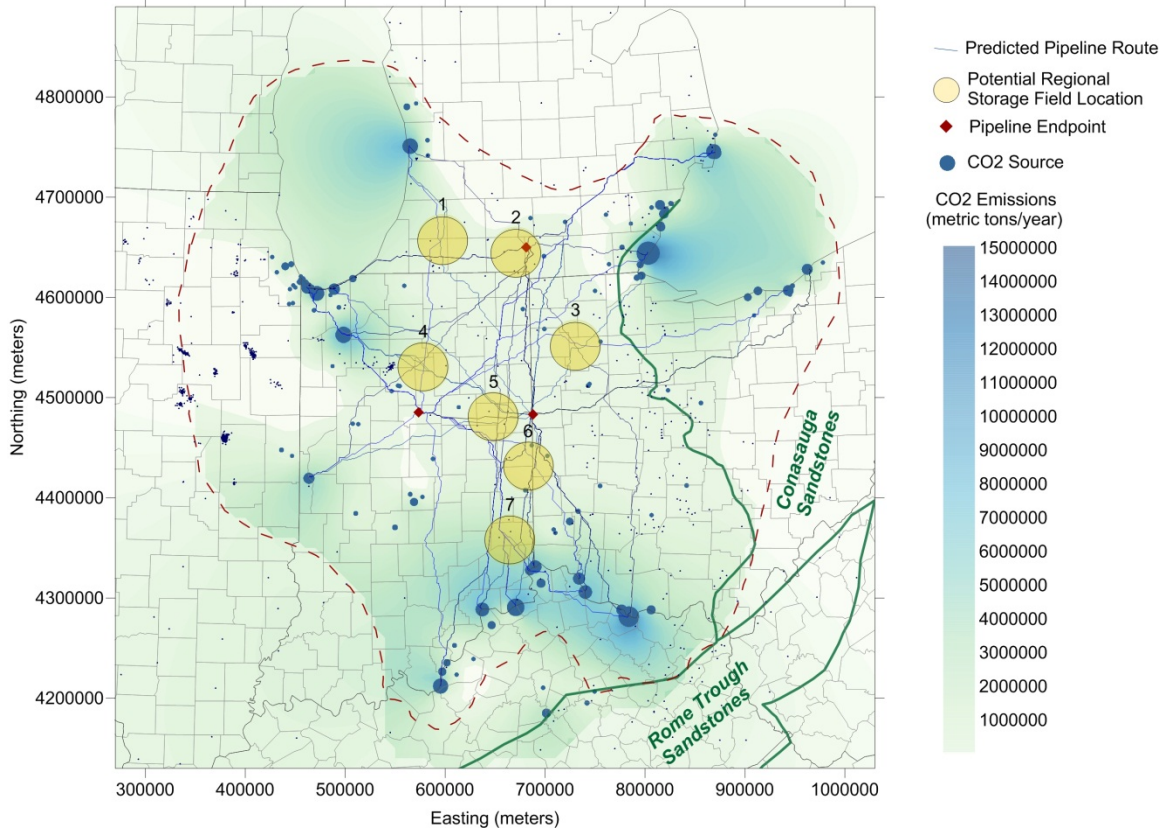 Predicted Pipeline Route
Potential Regional
Storage Field Location
Pipeline Endpoint
CO2 Source
CO2 Emissions
(metric tons/year)
15000000
14000000
13000000
12000000
11000000
10000000
9000000
8000000
7000000
6000000
5000000
4000000
3000000
2000000
1000000
Northing (meters)
4800000
4700000
4600000
4500000
4400000
4300000
4200000
1
2
3
4
5
6
7
Conasauga
Sandstones
Rome Trough
Sandstones
300000
400000
500000
600000
700000
800000
900000
1000000
Easting (meters)